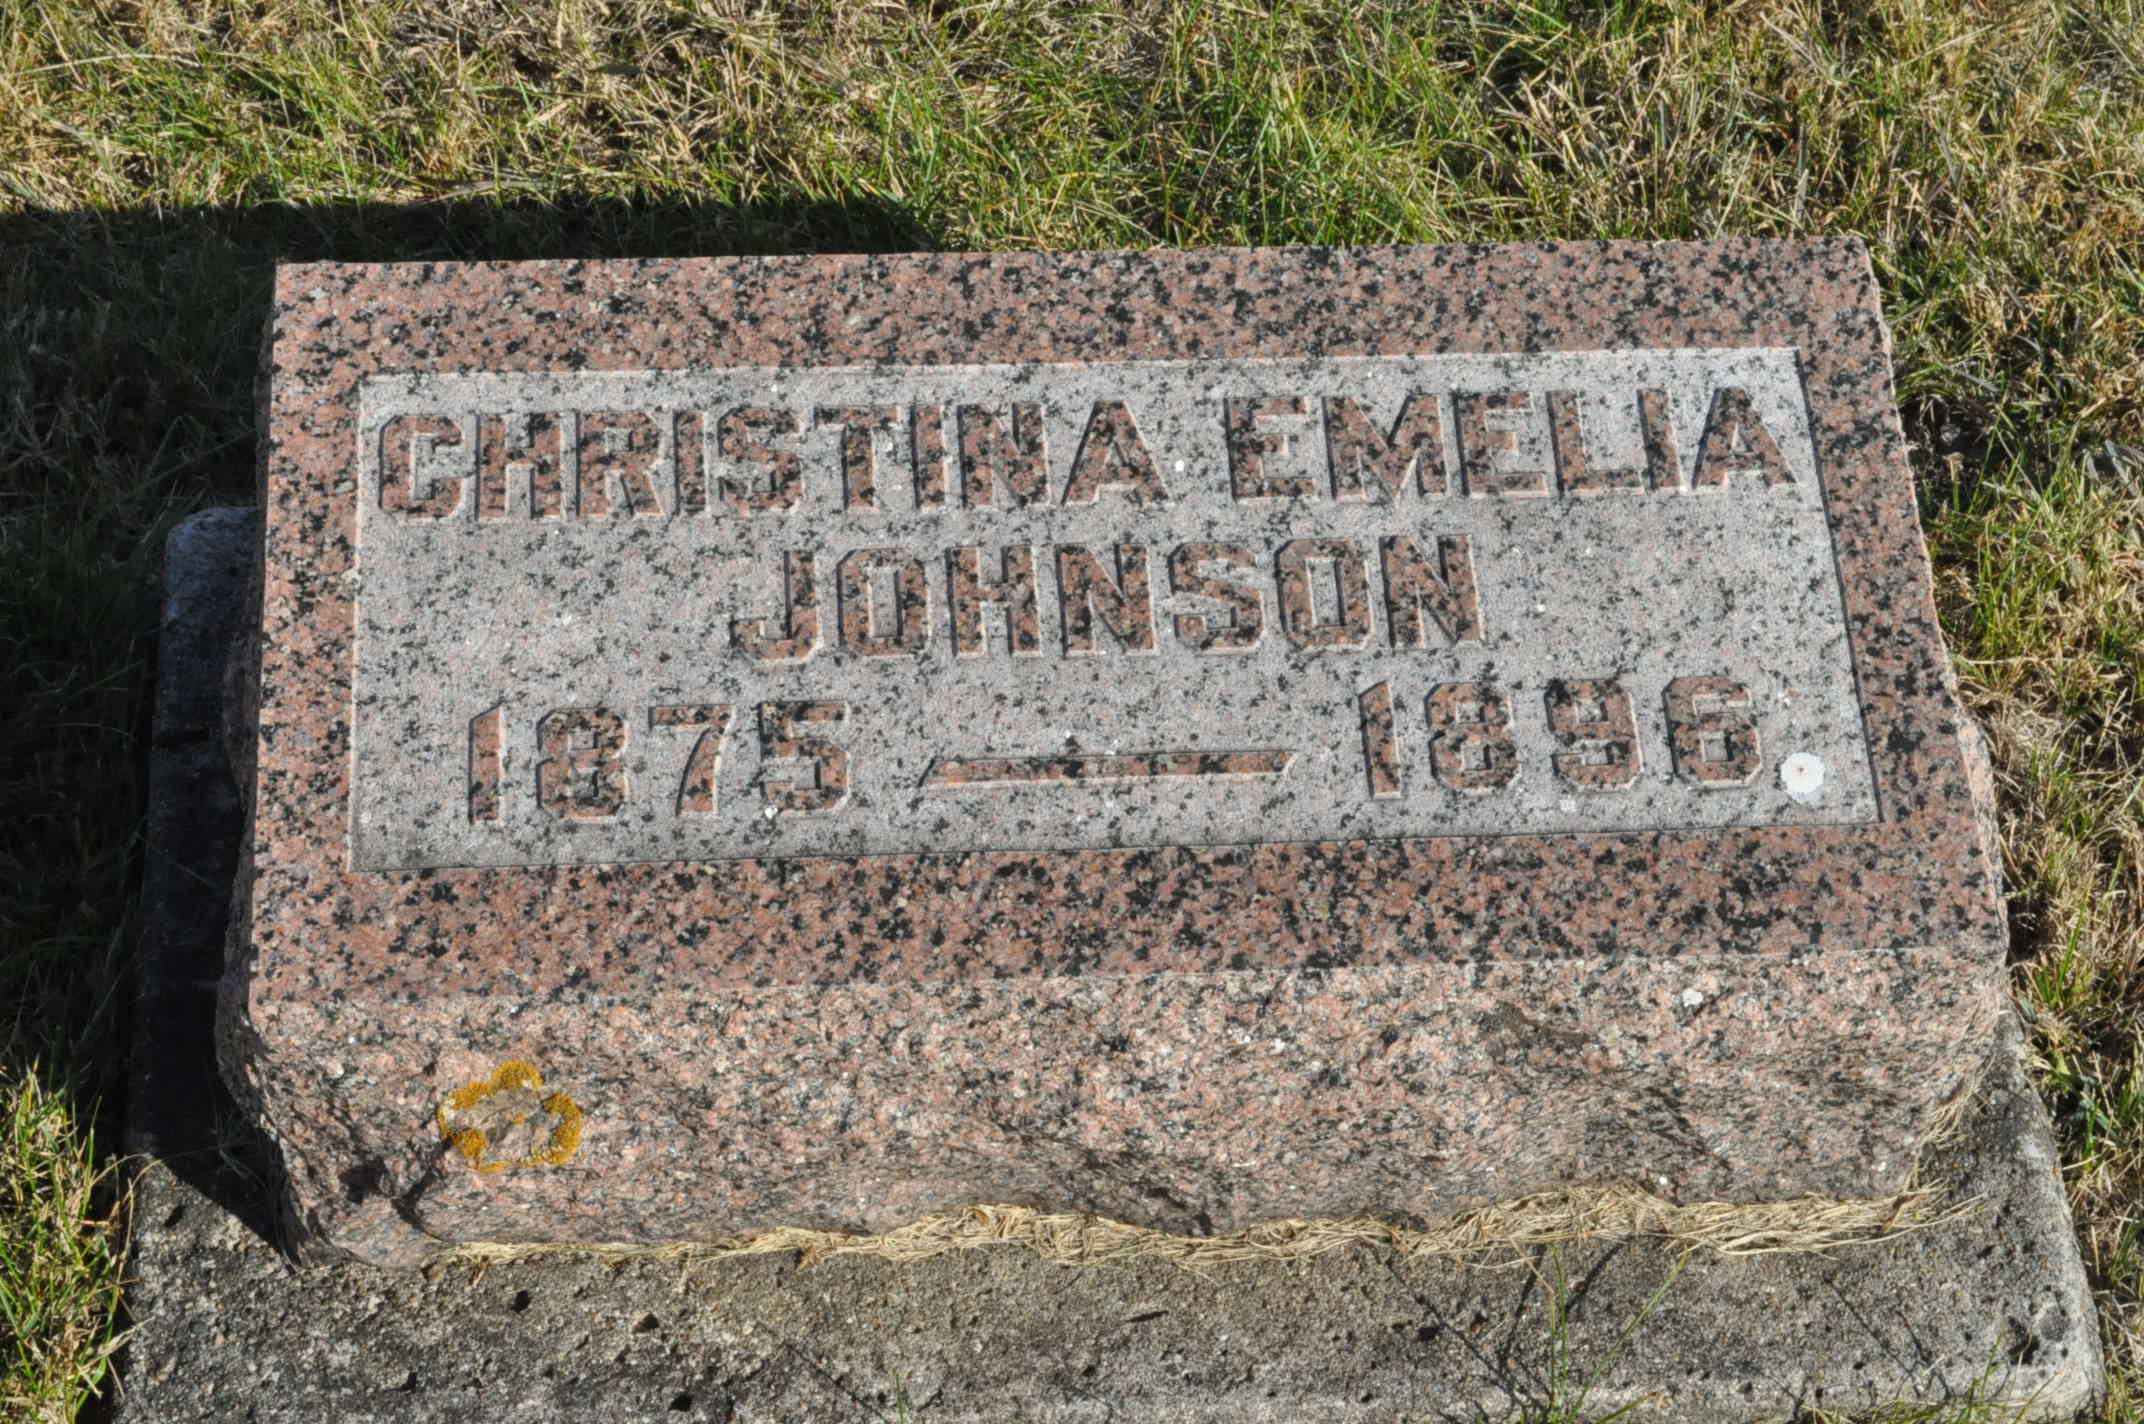 CHRISTINA EMELIA
JOHNSON
1875 — 1896